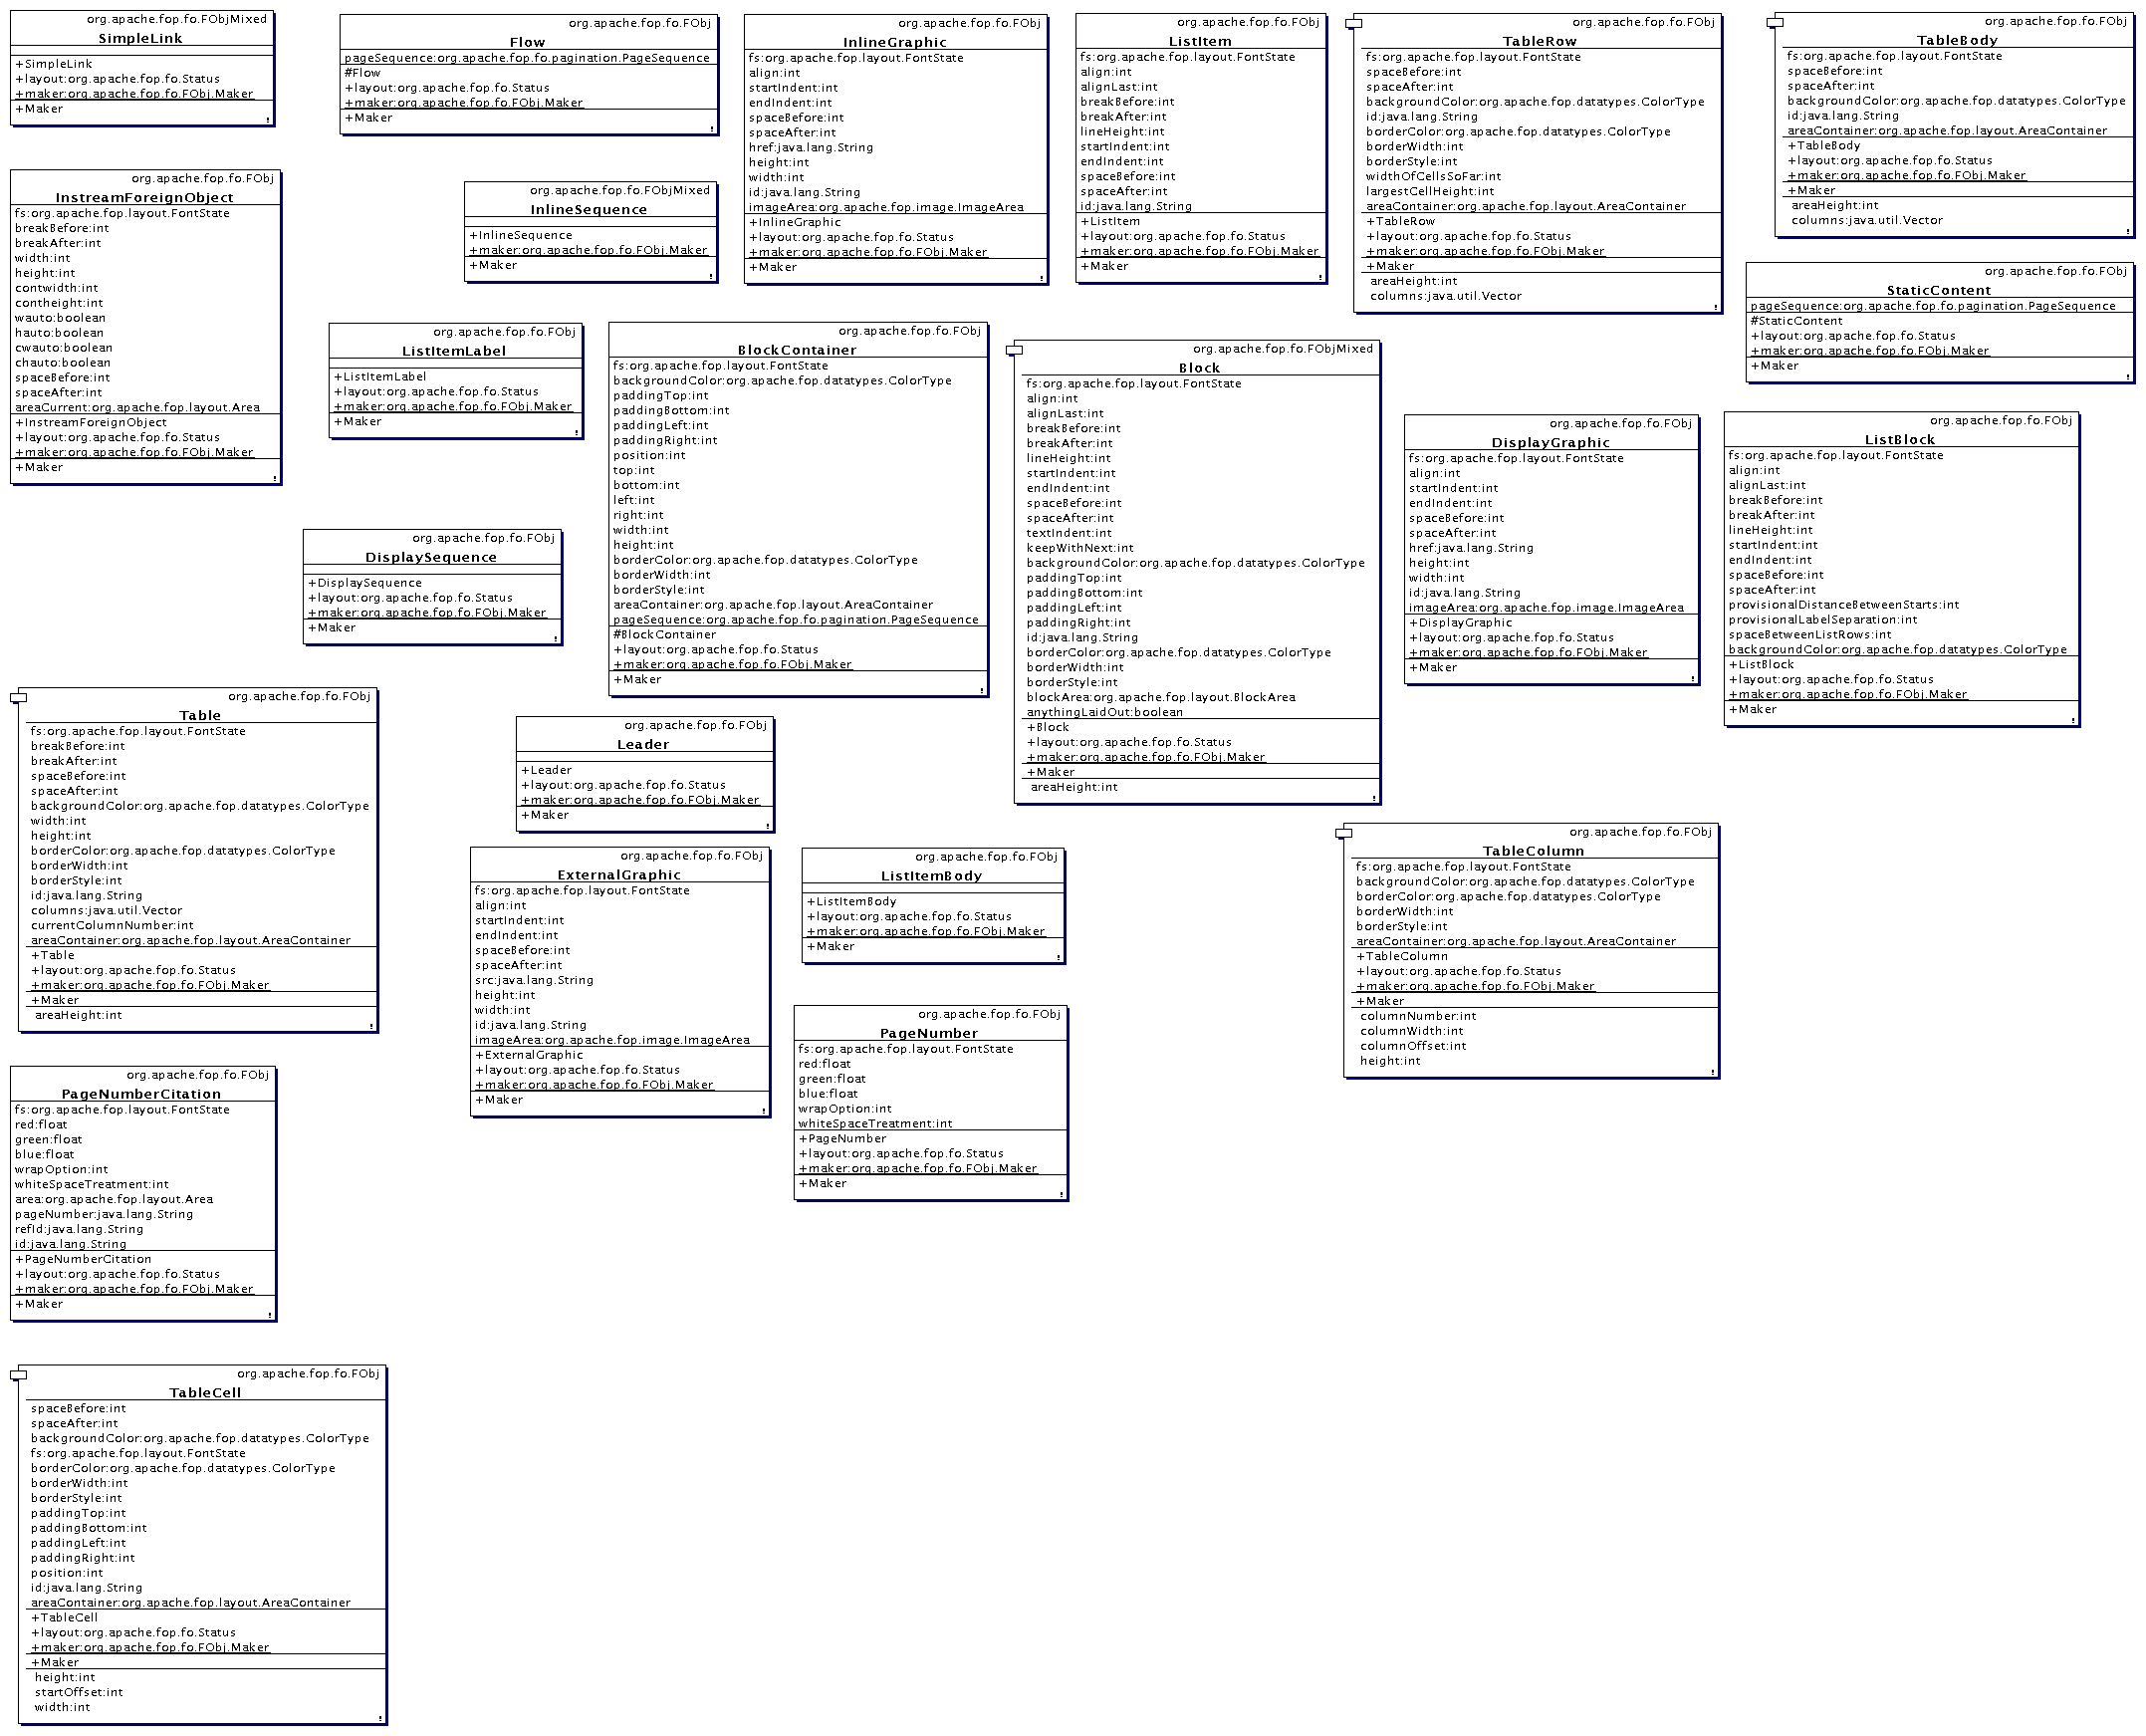 org.apache.fop.fo.FObjMixed
SimpleLink
+SimpleLink
+layout:org.apache.fop.fo.Status
+maker:org.apache.fop.fo.FObj.Maker
+Maker
org.apache.fop.fo.FObj
Flow
pageSequence:org.apache.fop.fo.pagination.PageSequence
#Flow
+layout:org.apache.fop.fo.Status
+maker:org.apache.fop.fo.FObj.Maker
+Maker
org.apache.fop.fo.FObj
InlineGraphic
fs:org.apache.fop.layout.FontState
align:int
startIndent:int
endIndent:int
spaceBefore:int
spaceAfter:int
href:java.lang.String
height:int
width:int
id:java.lang.String
imageArea:org.apache.fop.image.ImageArea
+InlineGraphic
+layout:org.apache.fop.fo.Status
+maker:org.apache.fop.fo.FObj.Maker
+Maker
org.apache.fop.fo.FObj
ListItem
fs:org.apache.fop.layout.FontState
align:int
alignLast:int
breakBefore:int
breakAfter:int
lineHeight:int
startIndent:int
endIndent:int
spaceBefore:int
spaceAfter:int
id:java.lang.String
+ListItem
+layout:org.apache.fop.fo.Status
+maker:org.apache.fop.fo.FObj.Maker
+Maker
org.apache.fop.fo.FObj
TableRow
fs:org.apache.fop.layout.FontState
spaceBefore:int
spaceAfter:int
backgroundColor:org.apache.fop.datatypes.ColorType
id:java.lang.String
borderColor:org.apache.fop.datatypes.ColorType
borderWidth:int
borderStyle:int
widthOfCellsSoFar:int
largestCellHeight:int
areaContainer:org.apache.fop.layout.AreaContainer
+TableRow
+layout:org.apache.fop.fo.Status
+maker:org.apache.fop.fo.FObj.Maker
+Maker
areaHeight:int
columns:java.util.Vector
org.apache.fop.fo.FObj
TableBody
fs:org.apache.fop.layout.FontState
spaceBefore:int
spaceAfter:int
backgroundColor:org.apache.fop.datatypes.ColorType
id:java.lang.String
areaContainer:org.apache.fop.layout.AreaContainer
+TableBody
+layout:org.apache.fop.fo.Status
+maker:org.apache.fop.fo.FObj.Maker
+Maker
areaHeight:int
columns:java.util.Vector
org.apache.fop.fo.FObj
InstreamForeignObject
fs:org.apache.fop.layout.FontState
breakBefore:int
breakAfter:int
width:int
height:int
contwidth:int
contheight:int
wauto:boolean
hauto:boolean
cwauto:boolean
chauto:boolean
spaceBefore:int
spaceAfter:int
areaCurrent:org.apache.fop.layout.Area
+InstreamForeignObject
+layout:org.apache.fop.fo.Status
+maker:org.apache.fop.fo.FObj.Maker
+Maker
org.apache.fop.fo.FObjMixed
InlineSequence
+InlineSequence
+maker:org.apache.fop.fo.FObj.Maker
+Maker
org.apache.fop.fo.FObj
StaticContent
pageSequence:org.apache.fop.fo.pagination.PageSequence
#StaticContent
+layout:org.apache.fop.fo.Status
+maker:org.apache.fop.fo.FObj.Maker
+Maker
org.apache.fop.fo.FObj
ListItemLabel
+ListItemLabel
+layout:org.apache.fop.fo.Status
+maker:org.apache.fop.fo.FObj.Maker
+Maker
org.apache.fop.fo.FObj
BlockContainer
fs:org.apache.fop.layout.FontState
backgroundColor:org.apache.fop.datatypes.ColorType
paddingTop:int
paddingBottom:int
paddingLeft:int
paddingRight:int
position:int
top:int
bottom:int
left:int
right:int
width:int
height:int
borderColor:org.apache.fop.datatypes.ColorType
borderWidth:int
borderStyle:int
areaContainer:org.apache.fop.layout.AreaContainer
pageSequence:org.apache.fop.fo.pagination.PageSequence
#BlockContainer
+layout:org.apache.fop.fo.Status
+maker:org.apache.fop.fo.FObj.Maker
+Maker
org.apache.fop.fo.FObjMixed
Block
fs:org.apache.fop.layout.FontState
align:int
alignLast:int
breakBefore:int
breakAfter:int
lineHeight:int
startIndent:int
endIndent:int
spaceBefore:int
spaceAfter:int
textIndent:int
keepWithNext:int
backgroundColor:org.apache.fop.datatypes.ColorType
paddingTop:int
paddingBottom:int
paddingLeft:int
paddingRight:int
id:java.lang.String
borderColor:org.apache.fop.datatypes.ColorType
borderWidth:int
borderStyle:int
blockArea:org.apache.fop.layout.BlockArea
anythingLaidOut:boolean
+Block
+layout:org.apache.fop.fo.Status
+maker:org.apache.fop.fo.FObj.Maker
+Maker
areaHeight:int
org.apache.fop.fo.FObj
DisplayGraphic
fs:org.apache.fop.layout.FontState
align:int
startIndent:int
endIndent:int
spaceBefore:int
spaceAfter:int
href:java.lang.String
height:int
width:int
id:java.lang.String
imageArea:org.apache.fop.image.ImageArea
+DisplayGraphic
+layout:org.apache.fop.fo.Status
+maker:org.apache.fop.fo.FObj.Maker
+Maker
org.apache.fop.fo.FObj
ListBlock
fs:org.apache.fop.layout.FontState
align:int
alignLast:int
breakBefore:int
breakAfter:int
lineHeight:int
startIndent:int
endIndent:int
spaceBefore:int
spaceAfter:int
provisionalDistanceBetweenStarts:int
provisionalLabelSeparation:int
spaceBetweenListRows:int
backgroundColor:org.apache.fop.datatypes.ColorType
+ListBlock
+layout:org.apache.fop.fo.Status
+maker:org.apache.fop.fo.FObj.Maker
+Maker
org.apache.fop.fo.FObj
DisplaySequence
+DisplaySequence
+layout:org.apache.fop.fo.Status
+maker:org.apache.fop.fo.FObj.Maker
+Maker
org.apache.fop.fo.FObj
Table
fs:org.apache.fop.layout.FontState
breakBefore:int
breakAfter:int
spaceBefore:int
spaceAfter:int
backgroundColor:org.apache.fop.datatypes.ColorType
width:int
height:int
borderColor:org.apache.fop.datatypes.ColorType
borderWidth:int
borderStyle:int
id:java.lang.String
columns:java.util.Vector
currentColumnNumber:int
areaContainer:org.apache.fop.layout.AreaContainer
+Table
+layout:org.apache.fop.fo.Status
+maker:org.apache.fop.fo.FObj.Maker
+Maker
areaHeight:int
org.apache.fop.fo.FObj
Leader
+Leader
+layout:org.apache.fop.fo.Status
+maker:org.apache.fop.fo.FObj.Maker
+Maker
org.apache.fop.fo.FObj
ExternalGraphic
fs:org.apache.fop.layout.FontState
align:int
startIndent:int
endIndent:int
spaceBefore:int
spaceAfter:int
src:java.lang.String
height:int
width:int
id:java.lang.String
imageArea:org.apache.fop.image.ImageArea
+ExternalGraphic
+layout:org.apache.fop.fo.Status
+maker:org.apache.fop.fo.FObj.Maker
+Maker
org.apache.fop.fo.FObj
ListItemBody
+ListItemBody
+layout:org.apache.fop.fo.Status
+maker:org.apache.fop.fo.FObj.Maker
+Maker
org.apache.fop.fo.FObj
TableColumn
fs:org.apache.fop.layout.FontState
backgroundColor:org.apache.fop.datatypes.ColorType
borderColor:org.apache.fop.datatypes.ColorType
borderWidth:int
borderStyle:int
areaContainer:org.apache.fop.layout.AreaContainer
+TableColumn
+layout:org.apache.fop.fo.Status
+maker:org.apache.fop.fo.FObj.Maker
+Maker
columnNumber:int
columnWidth:int
columnOffset:int
height:int
org.apache.fop.fo.FObj
PageNumber
fs:org.apache.fop.layout.FontState
red:float
green:float
blue:float
wrapOption:int
whiteSpaceTreatment:int
+PageNumber
+layout:org.apache.fop.fo.Status
+maker:org.apache.fop.fo.FObj.Maker
+Maker
org.apache.fop.fo.FObj
PageNumberCitation
fs:org.apache.fop.layout.FontState
red:float
green:float
blue:float
wrapOption:int
whiteSpaceTreatment:int
area:org.apache.fop.layout.Area
pageNumber:java.lang.String
refId:java.lang.String
id:java.lang.String
+PageNumberCitation
+layout:org.apache.fop.fo.Status
+maker:org.apache.fop.fo.FObj.Maker
+Maker
org.apache.fop.fo.FObj
TableCell
spaceBefore:int
spaceAfter:int
backgroundColor:org.apache.fop.datatypes.ColorType
fs:org.apache.fop.layout.FontState
borderColor:org.apache.fop.datatypes.ColorType
borderWidth:int
borderStyle:int
paddingTop:int
paddingBottom:int
paddingLeft:int
paddingRight:int
position:int
id:java.lang.String
areaContainer:org.apache.fop.layout.AreaContainer
+TableCell
+layout:org.apache.fop.fo.Status
+maker:org.apache.fop.fo.FObj.Maker
+Maker
height:int
startOffset:int
width:int